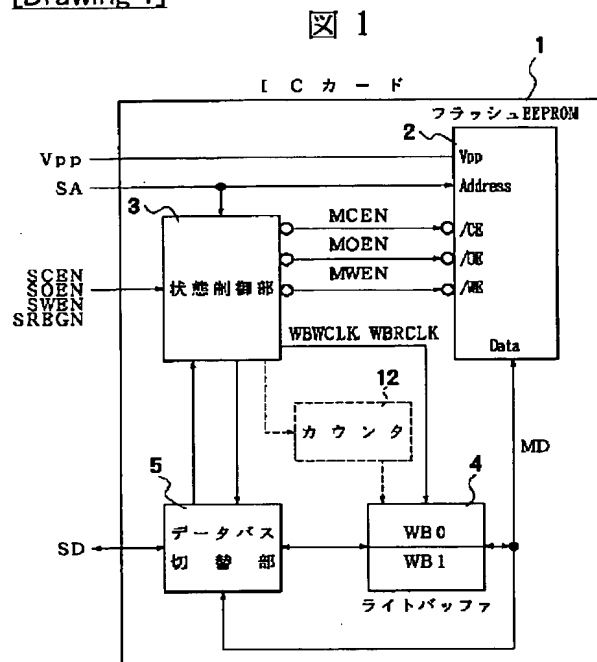 [Drawing 1]
図 1
1
ICカード
フラッシュEEPROM
2
Vpp
Vpp
SA
Address
3
MCEN
/CE
MOEN
/OE
MWEN
/WE
SCEN
SOEN
SWEN
SREGN
状態制御部
WBWCLK WBRCLK
Data
12
カウンタ
MD
5
4
SD
データバス
切替部
WB0
WB1
ライトバッファ